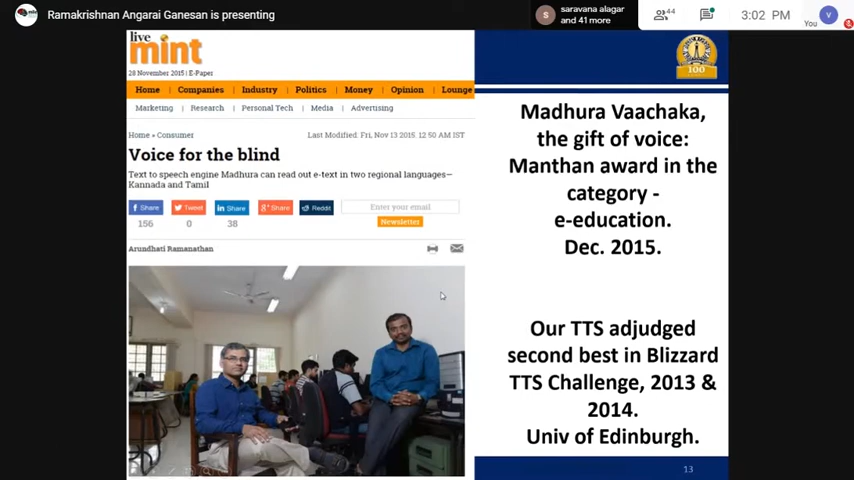 Ramakrishnan Angarai Ganesan is presenting
saravana alagar
and 41 more
S
44
3:02 PM
You
V
live
mint
28 November 2015 | E-Paper
Home Companies Industry Politics Money Opinion Lounge
Marketing Research Personal Tech Media Advertising
Home » Consumer
Last Modified: Fri, Nov 13 2015. 12 50 AM IST
Voice for the blind
Text to speech engine Madhura can read out e-text in two regional languages—
Kannada and Tamil
Share Tweet Share Share Reddit
Enter your email
Newsletter
156 0 38
Arundhati Ramanathan
100
Madhura Vaachaka,
the gift of voice:
Manthan award in the
category -
e-education.
Dec. 2015.
Our TTS adjudged
second best in Blizzard
TTS Challenge, 2013 &
2014.
Univ of Edinburgh.
13